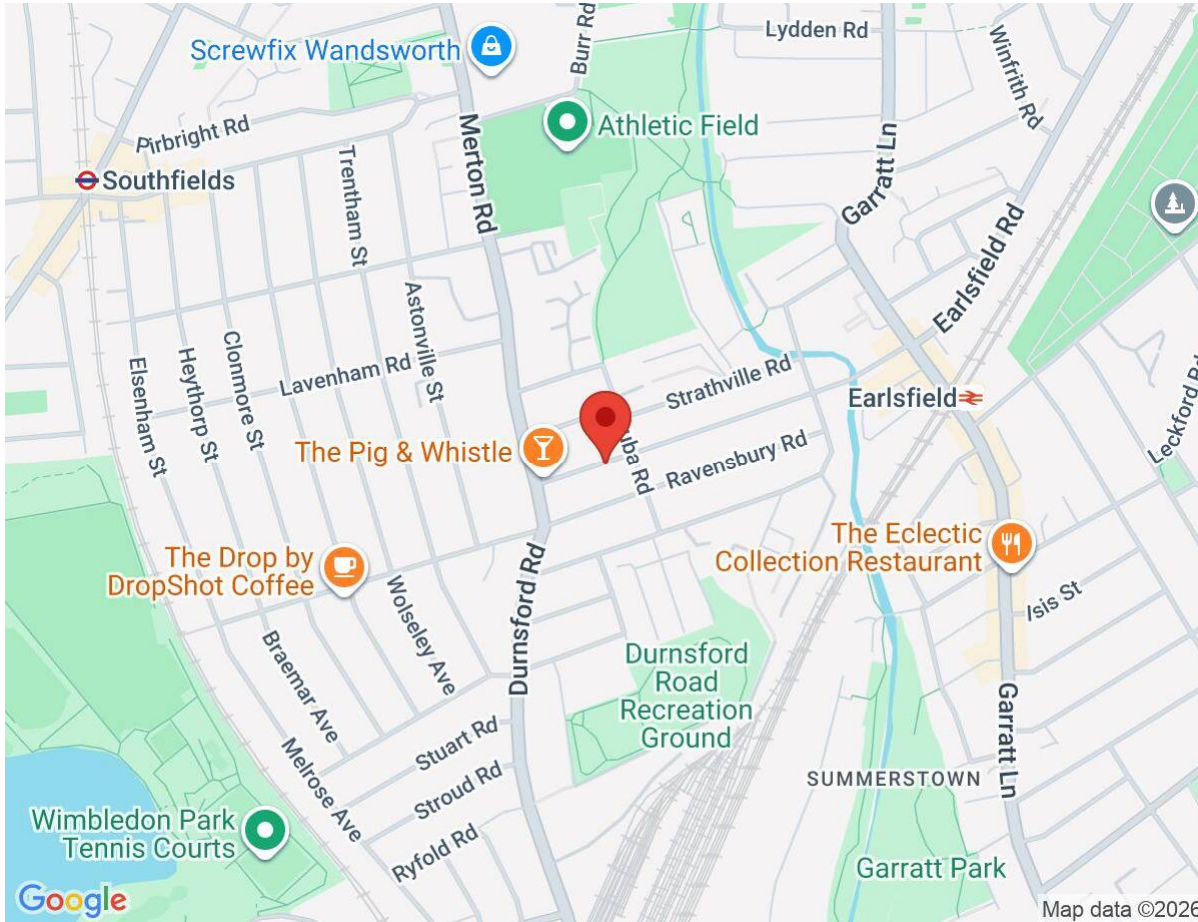 Screwfix Wandsworth
Burr Rd
Lydden Rd
Winfrith Rd
Pirbright Rd
Merton Rd
Athletic Field
Southfields
Trentham St
Garratt Ln
Earlsfield Rd
Astonville St
Lavenham Rd
Clonmore St
Heythorp St
Elsenham St
Strathville Rd
Earlsfield
Leckford Rd
The Pig & Whistle
Ravensbury Rd
The Drop by
DropShot Coffee
The Eclectic
Collection Restaurant
Wolseley Ave
Durnsford Rd
Isis St
Braemar Ave
Durnsford
Road
Recreation
Ground
Melrose Ave
Stuart Rd
Stroud Rd
Garratt Ln
SUMMERSTOWN
Wimbledon Park
Tennis Courts
Ryfold Rd
Garratt Park
Google
Map data ©2026